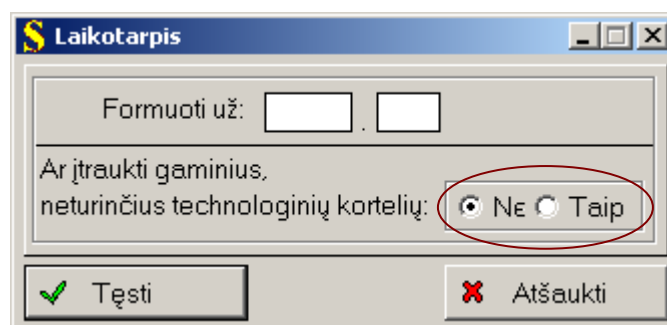 Laikotarpis
Formuoti už: .
Ar įtraukti gaminius,
neturinčius technologinių kortelių: Ne Taip
Tęsti Atšaukti